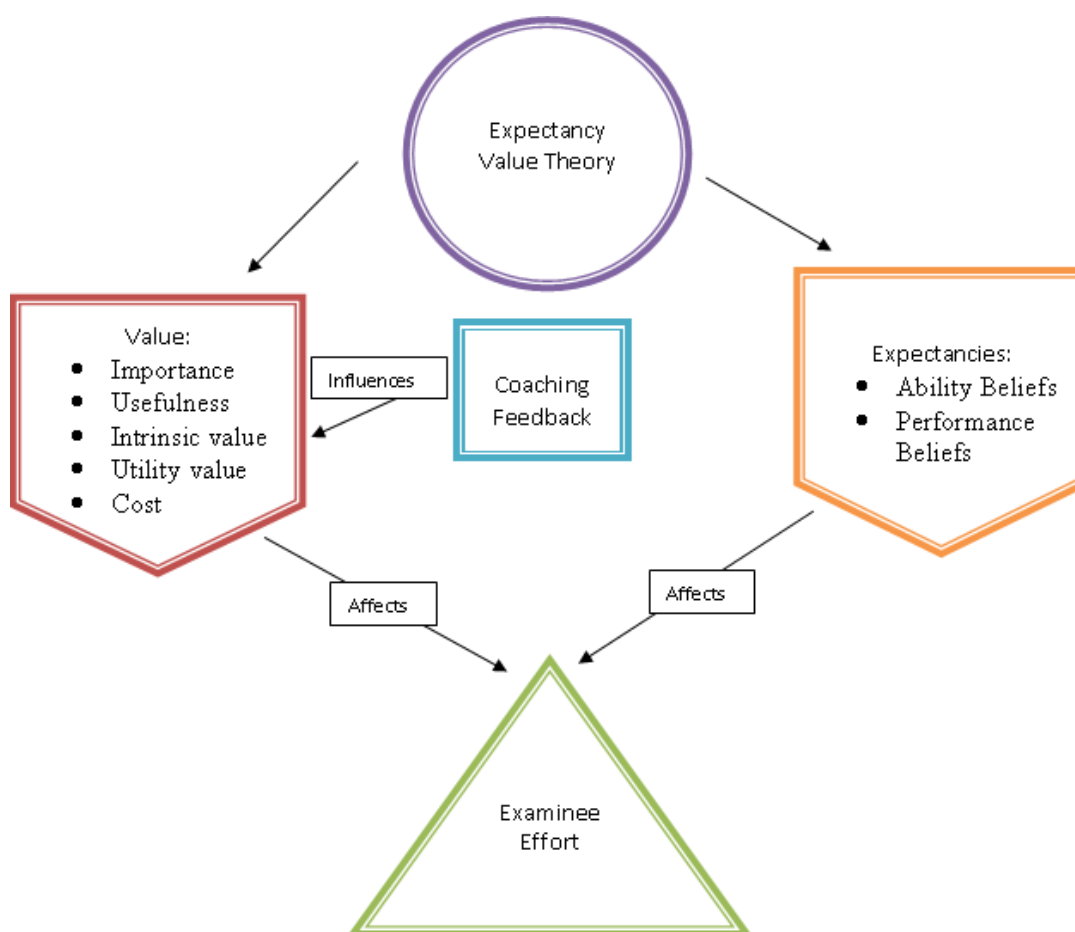 Expectancy
Value Theory
Value:
• Importance
• Usefulness
• Intrinsic value
• Utility value
• Cost
Influences
Coaching
Feedback
Expectancies:
• Ability Beliefs
• Performance
Beliefs
Affects
Affects
Examinee
Effort